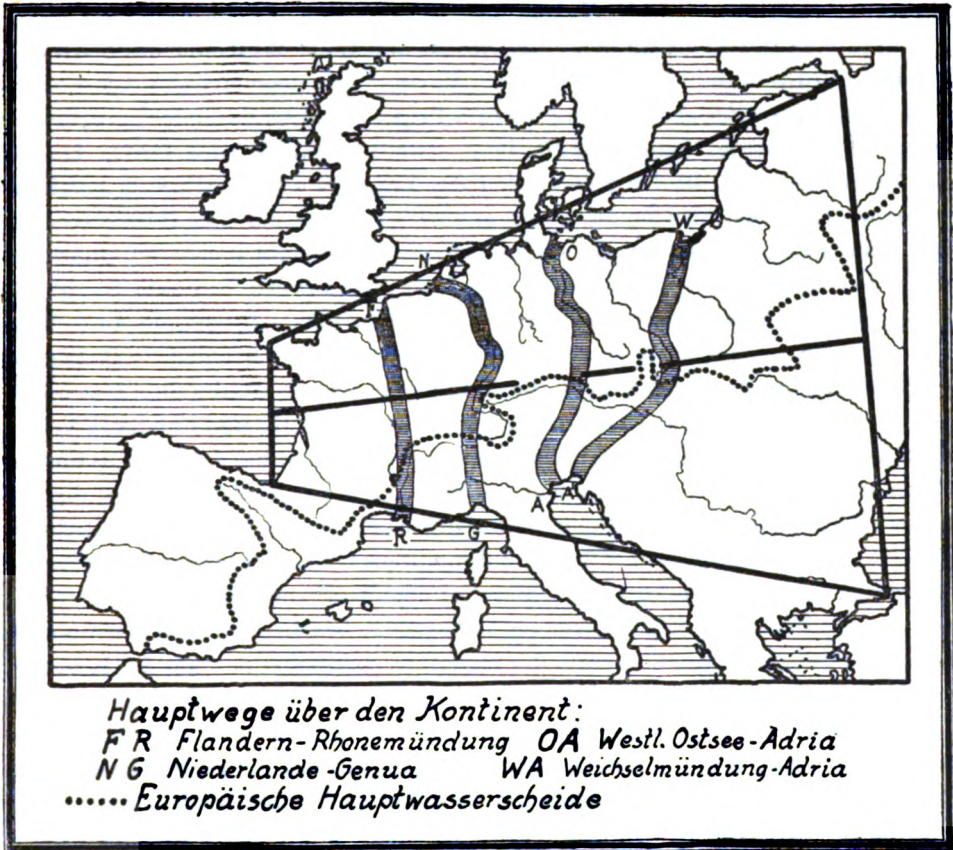 W
N
O
F
A A
R G
Hauptwege über den Kontinent:
F R Flandern-Rhonemündung OA Westl. Ostsee-Adria
N G Niederlande-Genua WA Weichselmündung-Adria
...... Europäische Hauptwasserscheide